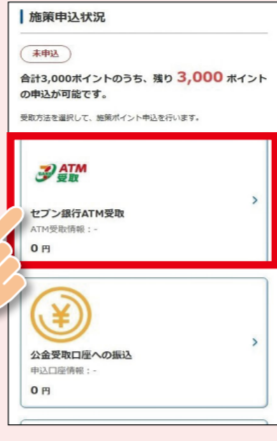 施策申込状況
未申込
合計3,000ポイントのうち、残り 3,000 ポイント
の申込が可能です。
受取方法を選択して、施策ポイント申込を行います。
ATM
受取
セブン銀行ATM受取
ATM受取情報：-
0 円
公金受取口座への振込
申込口座情報：-
0 円